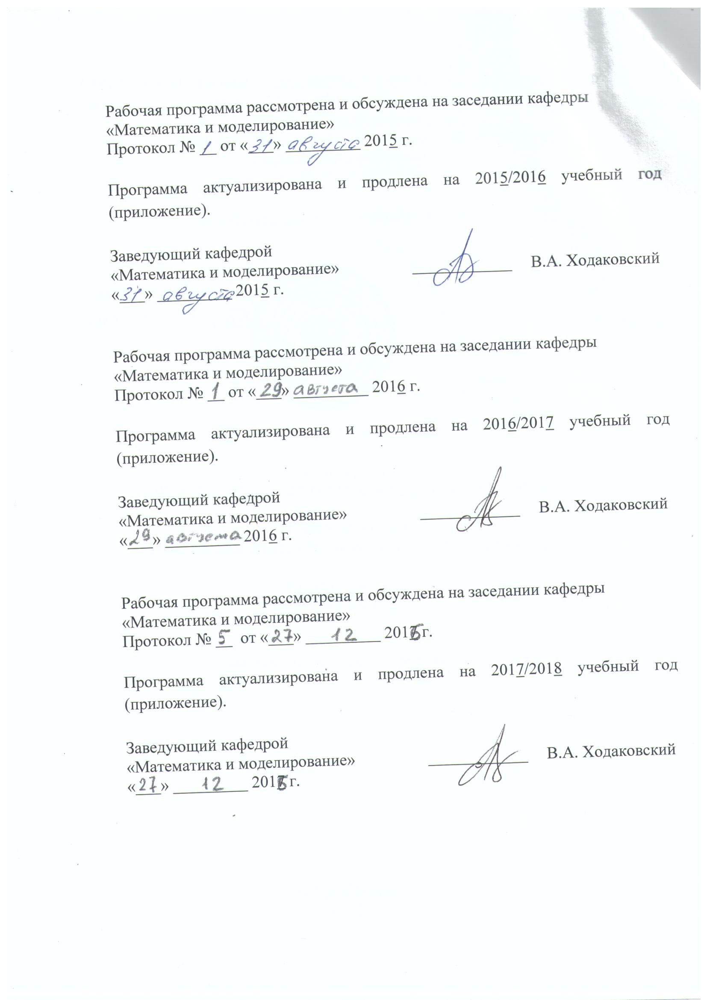 Рабочая программа рассмотрена и обсуждена на заседании кафедры
«Математика и моделирование»
Протокол № 1 от «31» августа 2015 г.
Программа актуализирована и продлена на 2015/2016 учебный год
(приложение).
Заведующий кафедрой
«Математика и моделирование» В.А. Ходаковский
«31» августа 2015 г.
Рабочая программа рассмотрена и обсуждена на заседании кафедры
«Математика и моделирование»
Протокол № 1 от «29» августа 2016 г.
Программа актуализирована и продлена на 2016/2017 учебный год
(приложение).
Заведующий кафедрой
«Математика и моделирование» В.А. Ходаковский
«29» августа 2016 г.
Рабочая программа рассмотрена и обсуждена на заседании кафедры
«Математика и моделирование»
Протокол № 5 от «27» 12 2016 г.
Программа актуализирована и продлена на 2017/2018 учебный год
(приложение).
Заведующий кафедрой
«Математика и моделирование» В.А. Ходаковский
«27» 12 2016 г.